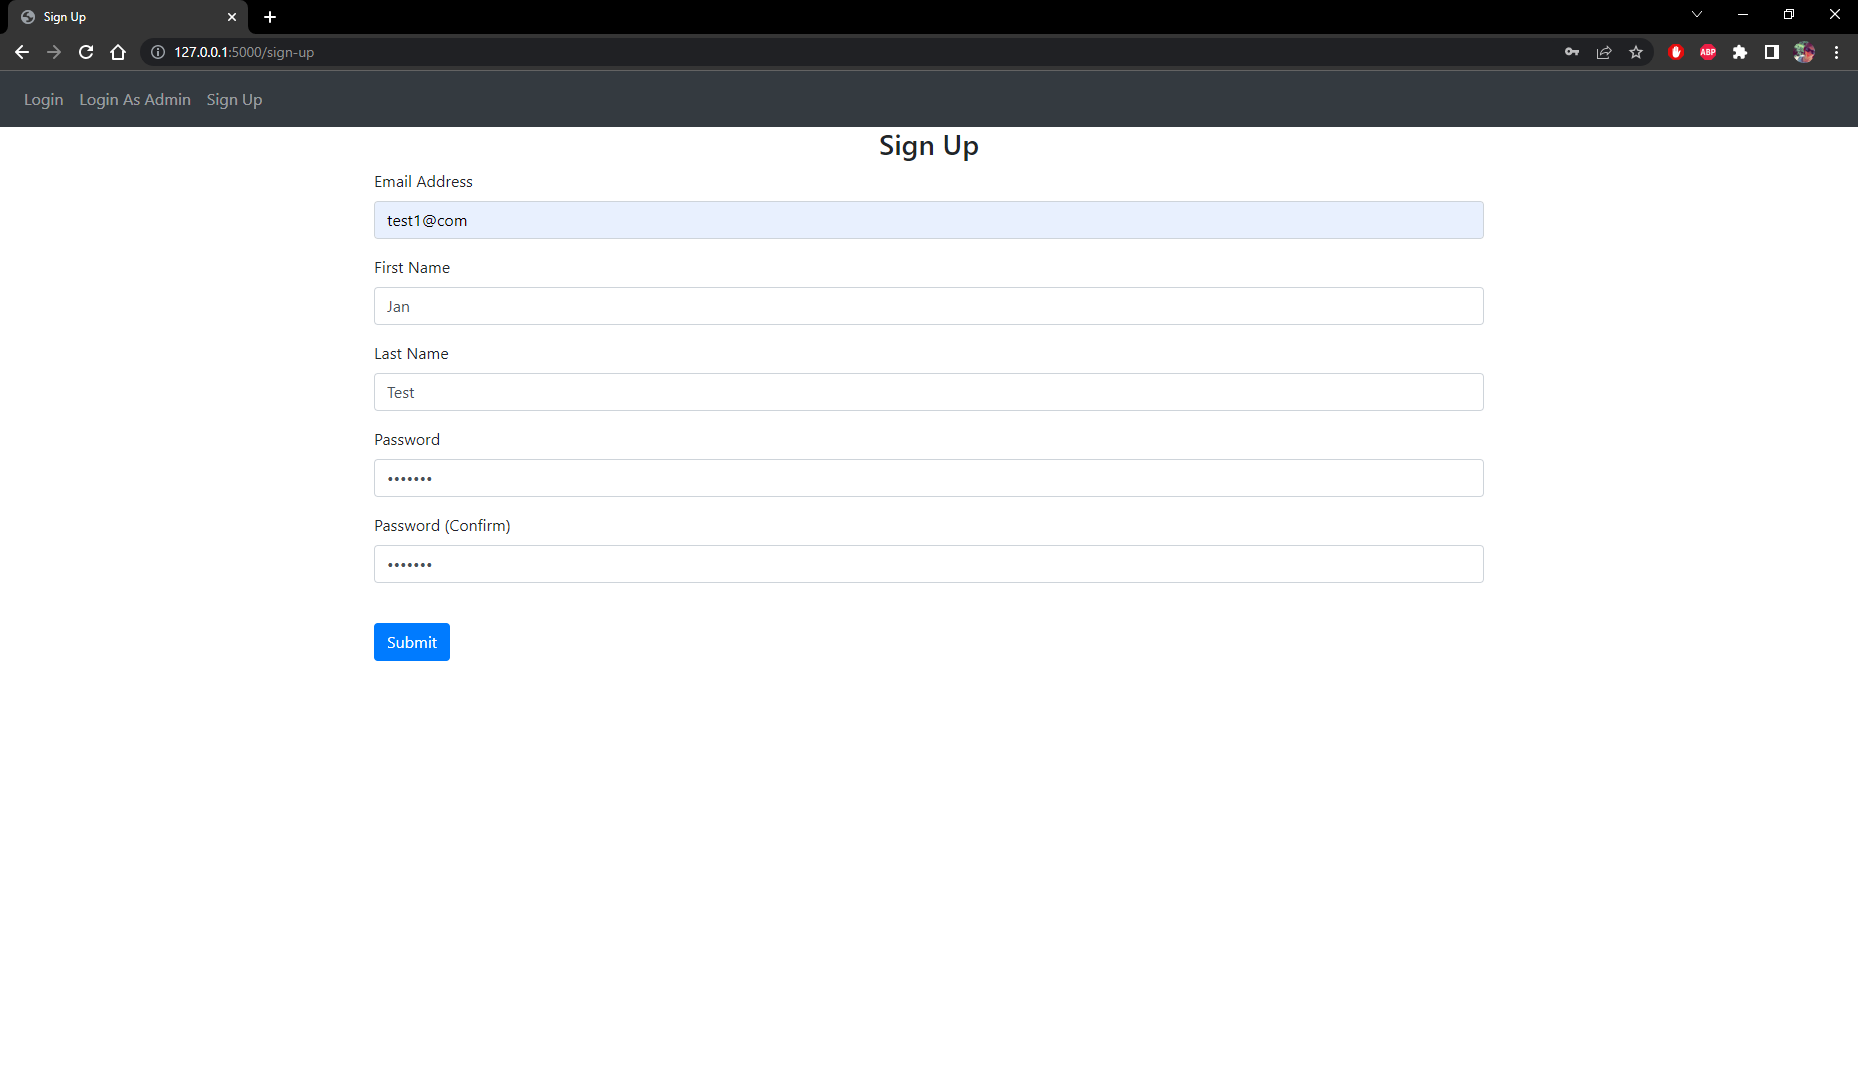 Sign Up
127.0.0.1:5000/sign-up
ABP
Login Login As Admin Sign Up
Sign Up
Email Address
test1@com
First Name
Jan
Last Name
Test
Password
•••••••
Password (Confirm)
•••••••
Submit